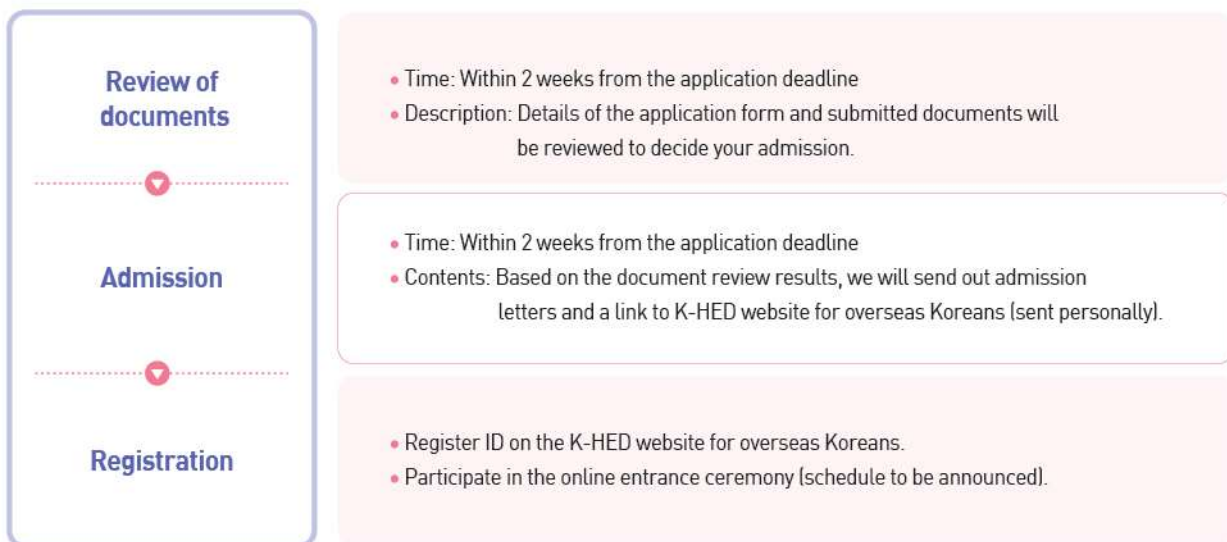 Review of
documents
• Time: Within 2 weeks from the application deadline
• Description: Details of the application form and submitted documents will
be reviewed to decide your admission.
Admission
• Time: Within 2 weeks from the application deadline
• Contents: Based on the document review results, we will send out admission
letters and a link to K-HED website for overseas Koreans (sent personally).
Registration
• Register ID on the K-HED website for overseas Koreans.
• Participate in the online entrance ceremony (schedule to be announced).